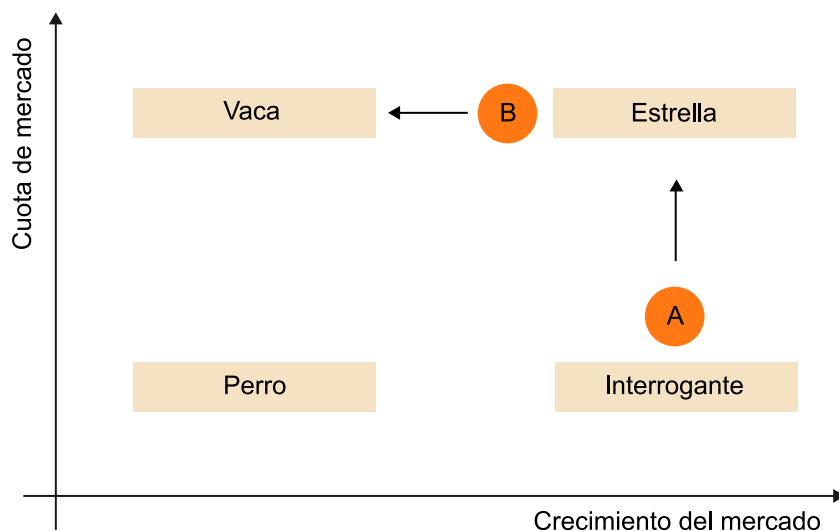 Cuota de mercado
Vaca
B
Estrella
A
Perro
Interrogante
Crecimiento del mercado